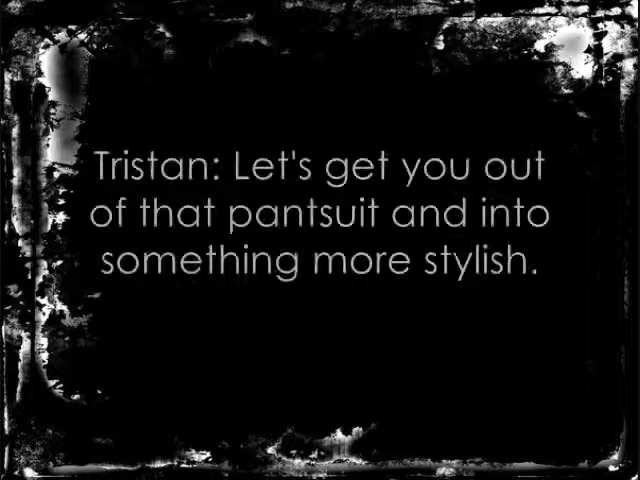 Tristan: Let's get you out
of that pantsuit and into
something more stylish.